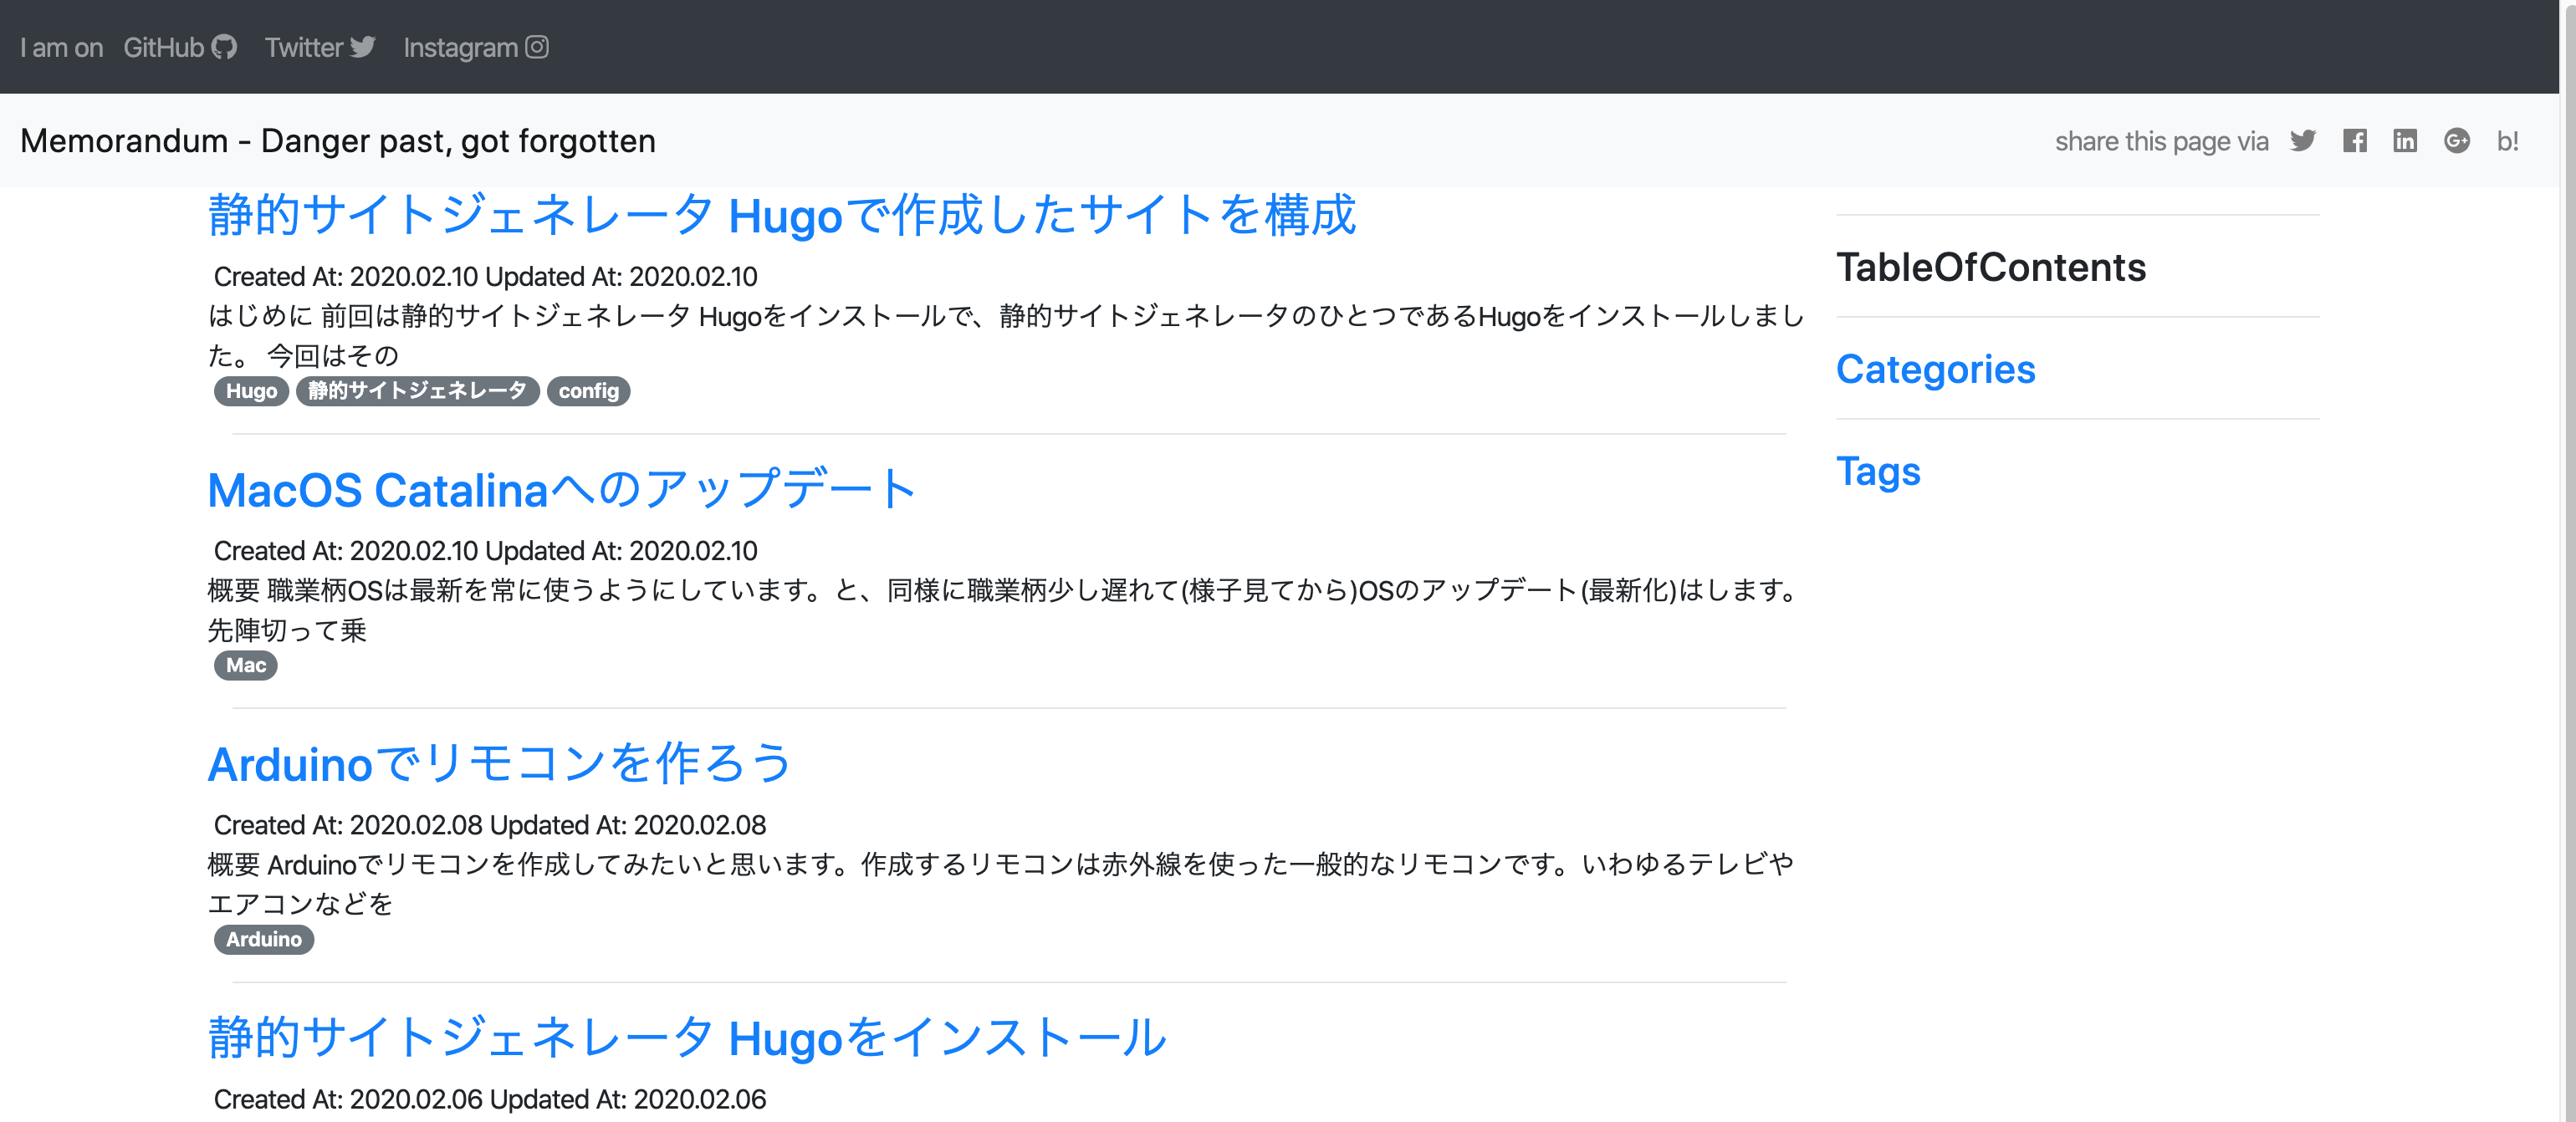 I am on GitHub Twitter Instagram
Memorandum - Danger past, got forgotten
share this page via b!
静的サイトジェネレータ Hugoで作成したサイトを構成
Created At: 2020.02.10 Updated At: 2020.02.10
はじめに 前回は静的サイトジェネレータ Hugoをインストールで、静的サイトジェネレータのひとつであるHugoをインストールしまし
た。 今回はその
Hugo 静的サイトジェネレータ config
MacOS Catalinaへのアップデート
Created At: 2020.02.10 Updated At: 2020.02.10
概要 職業柄OSは最新を常に使うようにしています。と、同様に職業柄少し遅れて(様子見てから)OSのアップデート(最新化)はします。
先陣切って乗
Mac
Arduinoでリモコンを作ろう
Created At: 2020.02.08 Updated At: 2020.02.08
概要 Arduinoでリモコンを作成してみたいと思います。作成するリモコンは赤外線を使った一般的なリモコンです。いわゆるテレビや
エアコンなどを
Arduino
静的サイトジェネレータ Hugoをインストール
Created At: 2020.02.06 Updated At: 2020.02.06
TableOfContents
Categories
Tags